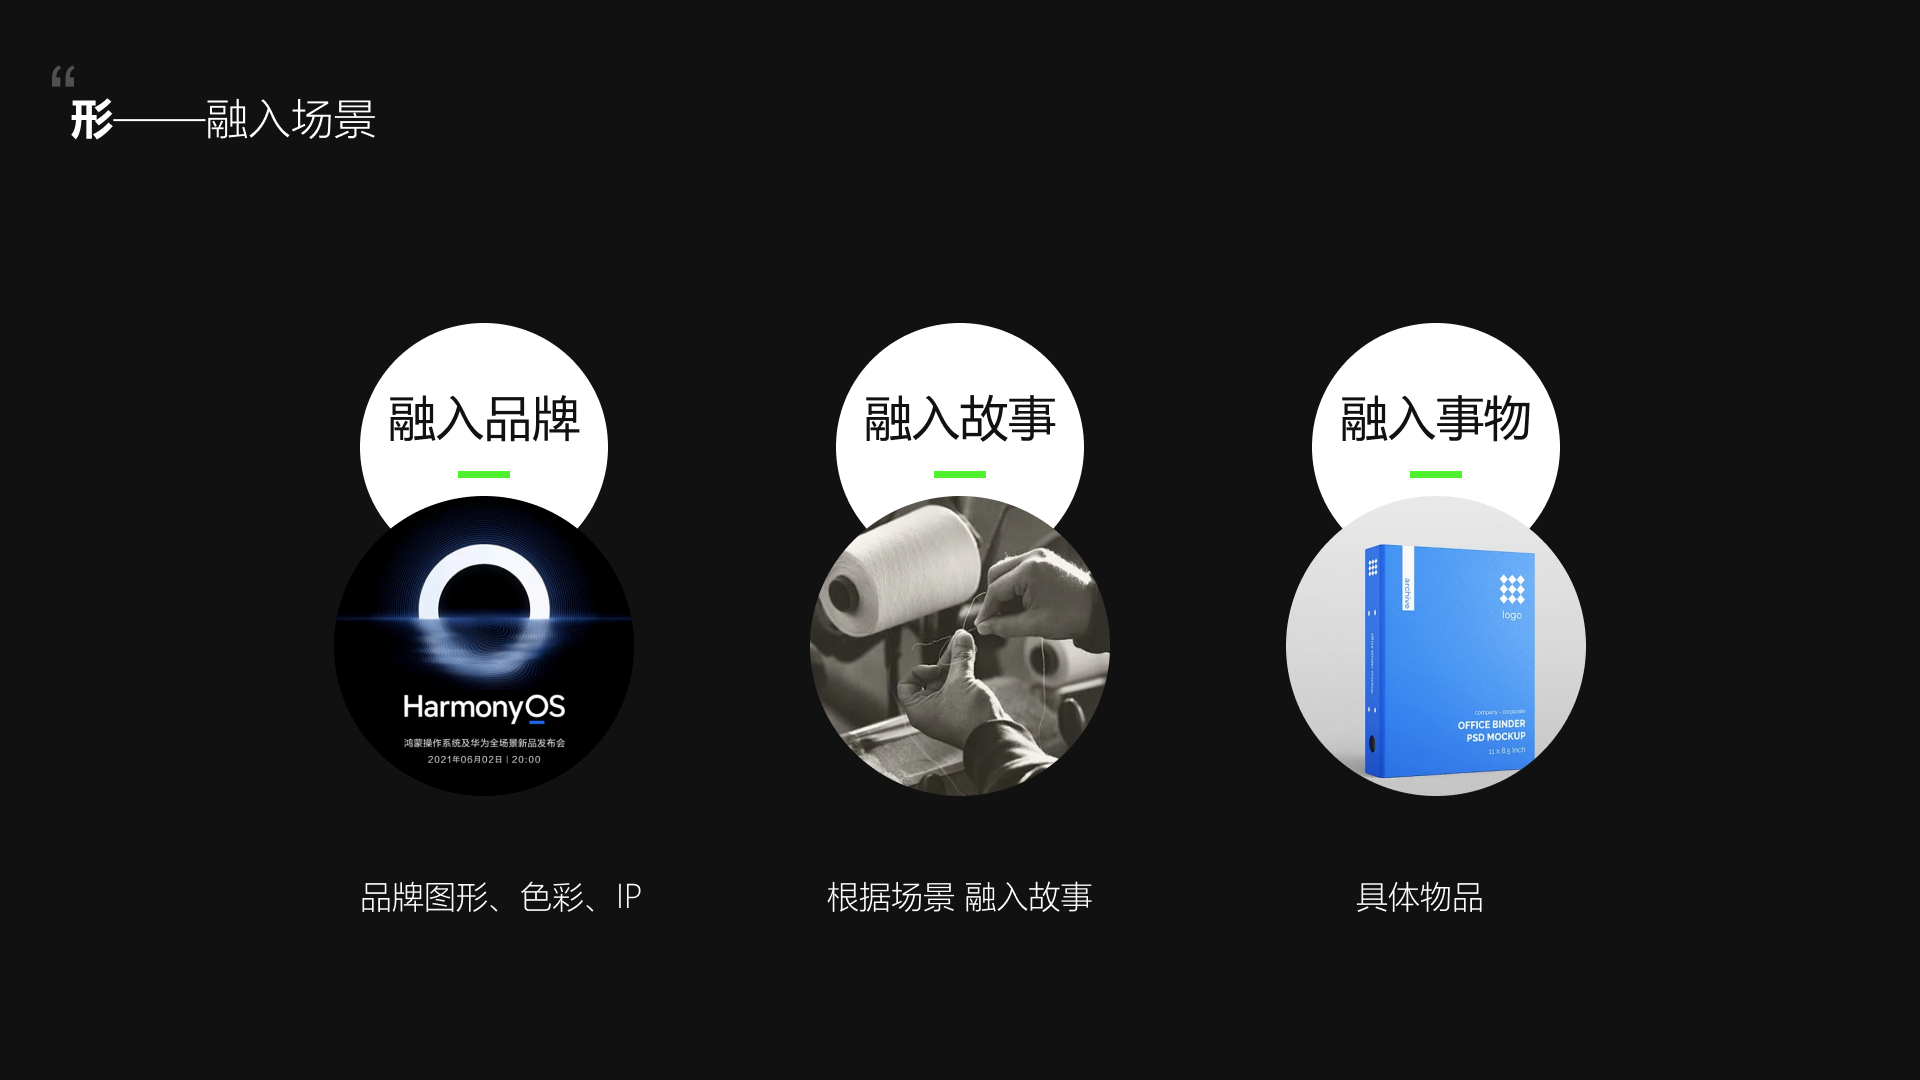 “
形——融入场景
融入品牌
HarmonyOS
鸿蒙操作系统及华为全场景新品发布会
2021年06月02日 | 20:00
品牌图形、色彩、IP
融入故事
根据场景 融入故事
融入事物
archive
logo
company - corporate
OFFICE BINDER
PSD MOCKUP
11 x 8.5 Inch
具体物品